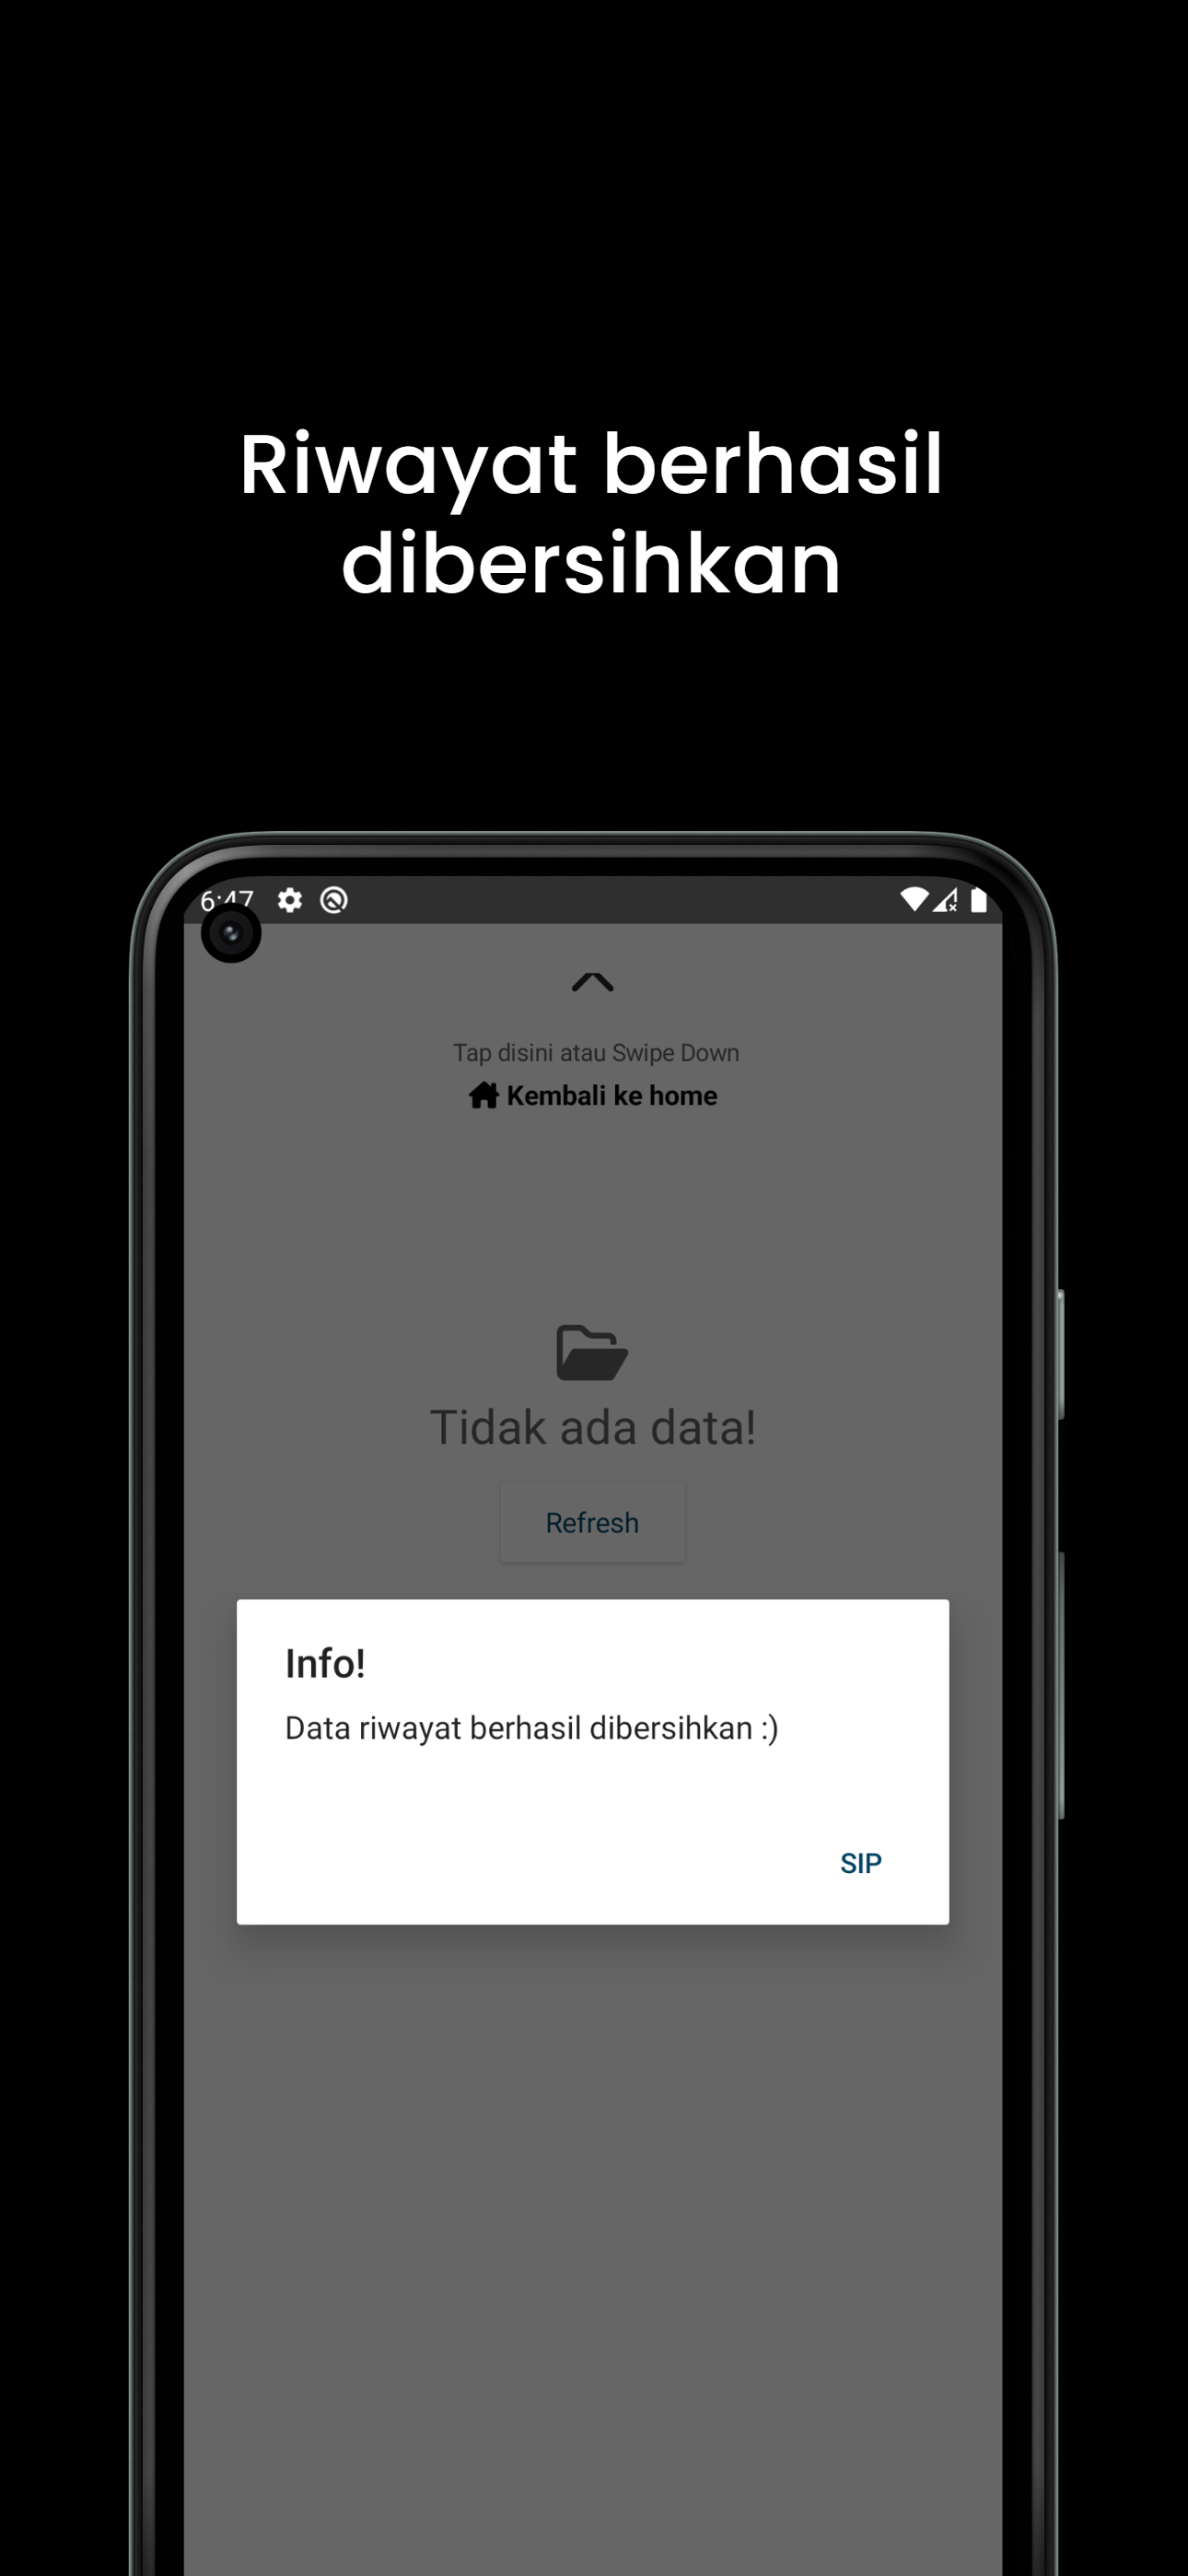 Riwayat berhasil
dibersihkan
6:47
Tap disini atau Swipe Down
Kembali ke home
Tidak ada data!
Refresh
Info!
Data riwayat berhasil dibersihkan :)
SIP